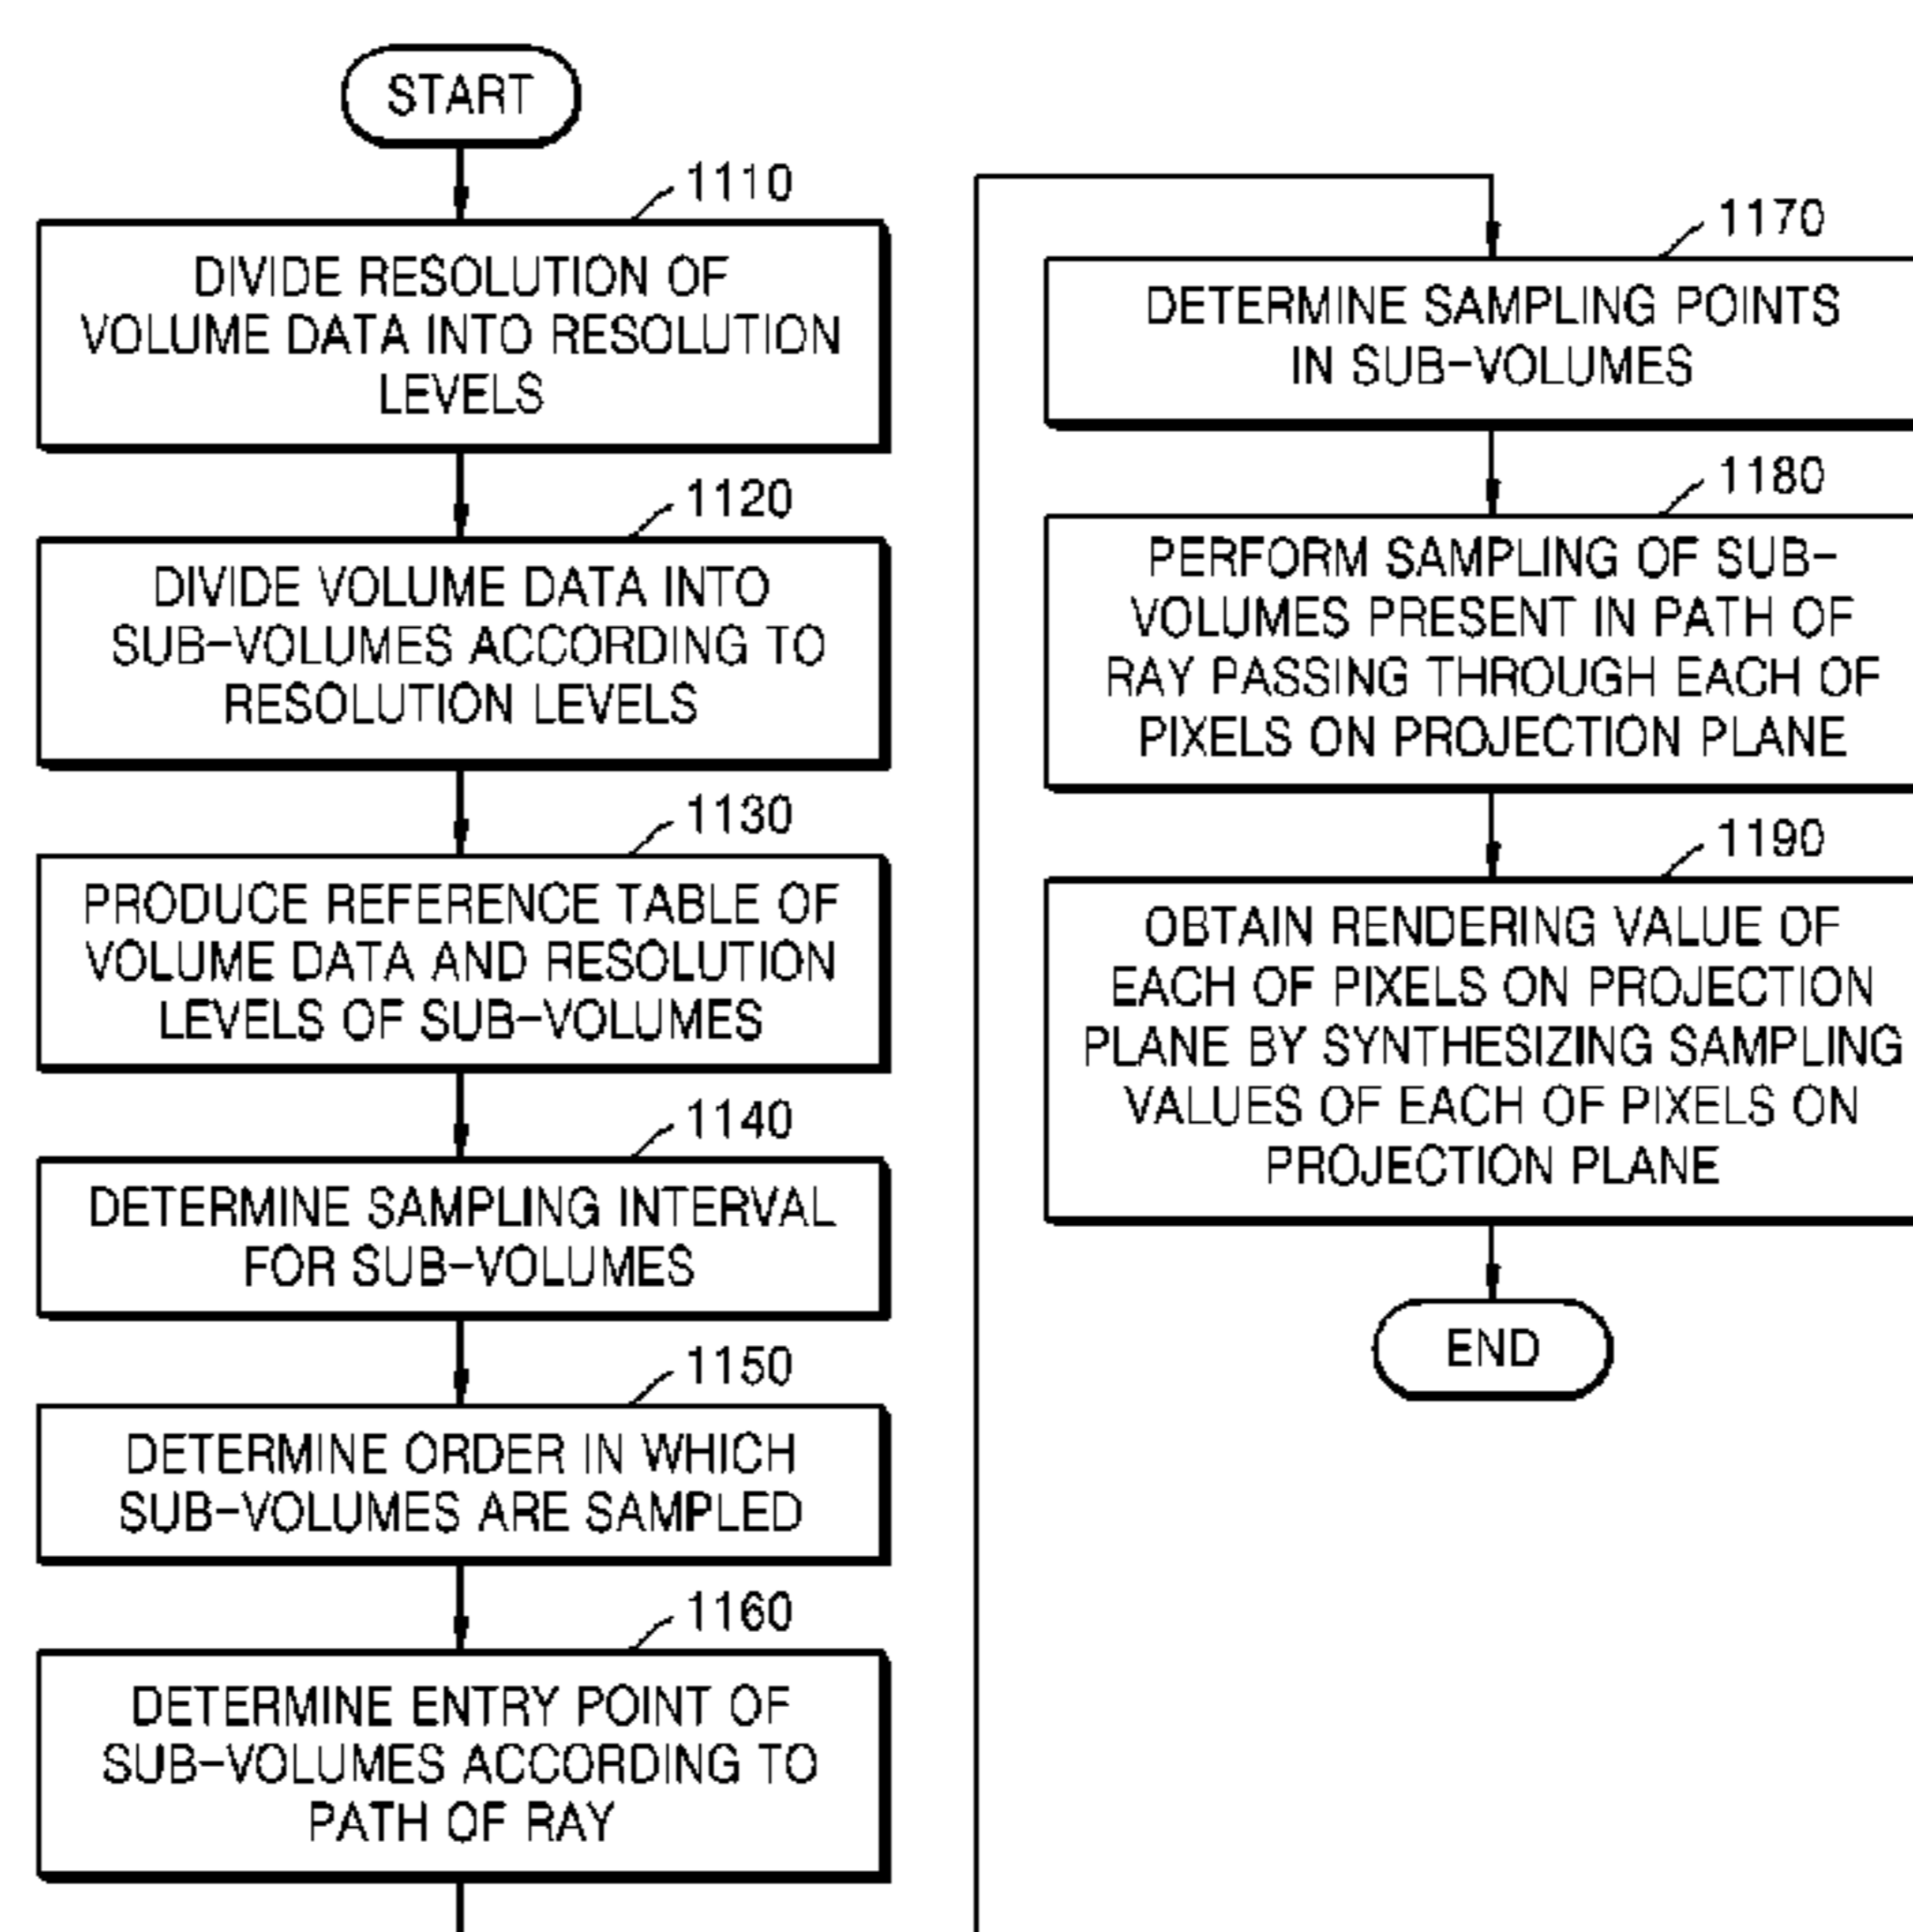 START
1110
DIVIDE RESOLUTION OF
VOLUME DATA INTO RESOLUTION
LEVELS
1120
DIVIDE VOLUME DATA INTO
SUB-VOLUMES ACCORDING TO
RESOLUTION LEVELS
1130
PRODUCE REFERENCE TABLE OF
VOLUME DATA AND RESOLUTION
LEVELS OF SUB-VOLUMES
1140
DETERMINE SAMPLING INTERVAL
FOR SUB-VOLUMES
1150
DETERMINE ORDER IN WHICH
SUB-VOLUMES ARE SAMPLED
1160
DETERMINE ENTRY POINT OF
SUB-VOLUMES ACCORDING TO
PATH OF RAY
1170
DETERMINE SAMPLING POINTS
IN SUB-VOLUMES
1180
PERFORM SAMPLING OF SUB-
VOLUMES PRESENT IN PATH OF
RAY PASSING THROUGH EACH OF
PIXELS ON PROJECTION PLANE
1190
OBTAIN RENDERING VALUE OF
EACH OF PIXELS ON PROJECTION
PLANE BY SYNTHESIZING SAMPLING
VALUES OF EACH OF PIXELS ON
PROJECTION PLANE
END